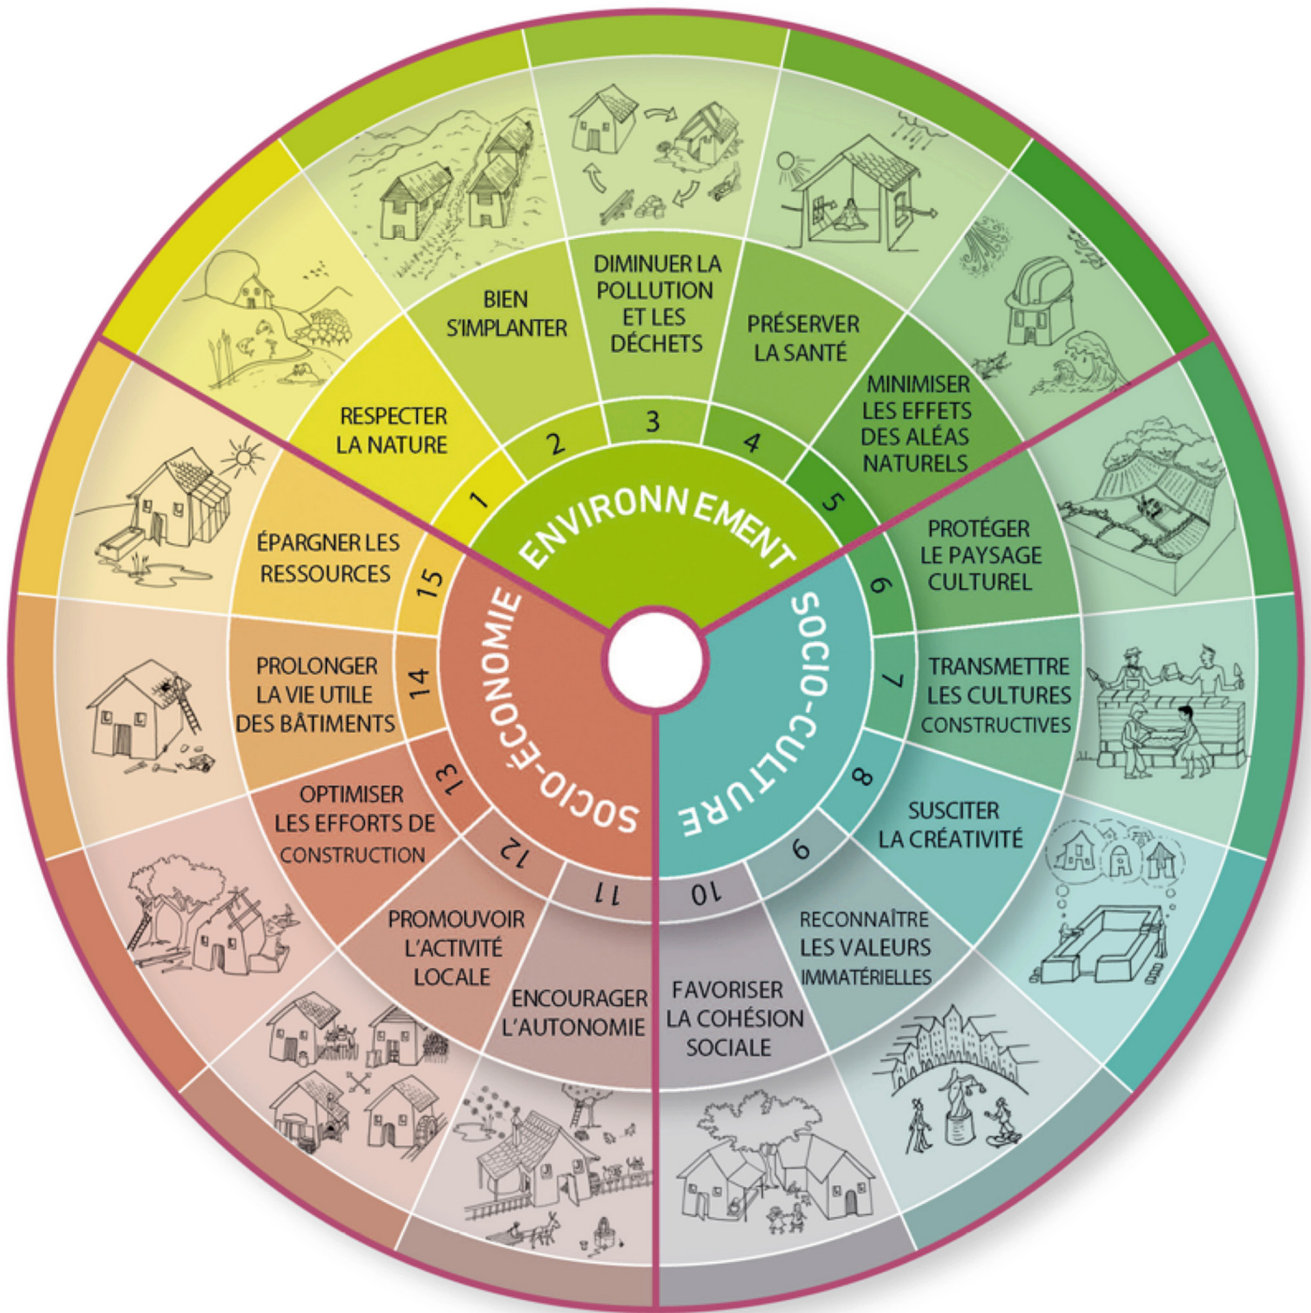 ENVIRONNEMENT
1
RESPECTER
LA NATURE
2
BIEN
S'IMPLANTER
3
DIMINUER LA
POLLUTION
ET LES
DÉCHETS
4
PRÉSERVER
LA SANTÉ
5
MINIMISER
LES EFFETS
DES ALÉAS
NATURELS
SOCIO-CULTURE
6
PROTÉGER
LE PAYSAGE
CULTUREL
7
TRANSMETTRE
LES CULTURES
CONSTRUCTIVES
8
SUSCITER
LA CRÉATIVITÉ
9
RECONNAÎTRE
LES VALEURS
IMMATÉRIELLES
10
FAVORISER
LA COHÉSION
SOCIALE
SOCIO-ÉCONOMIE
11
ENCOURAGER
L'AUTONOMIE
12
PROMOUVOIR
L'ACTIVITÉ
LOCALE
13
OPTIMISER
LES EFFORTS DE
CONSTRUCTION
14
PROLONGER
LA VIE UTILE
DES BÂTIMENTS
15
ÉPARGNER LES
RESSOURCES